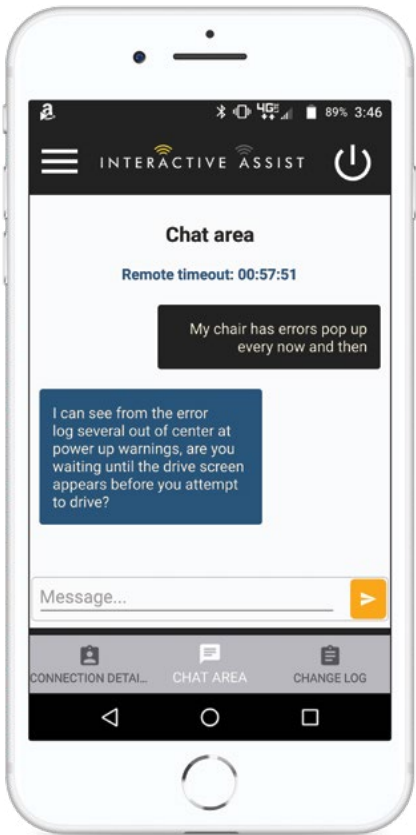 a
4G 89% 3:46
INTERACTIVE ASSIST
Chat area
Remote timeout: 00:57:51
My chair has errors pop up
every now and then
I can see from the error
log several out of center at
power up warnings, are you
waiting until the drive screen
appears before you attempt
to drive?
Message...
CONNECTION DETAI... CHAT AREA CHANGE LOG